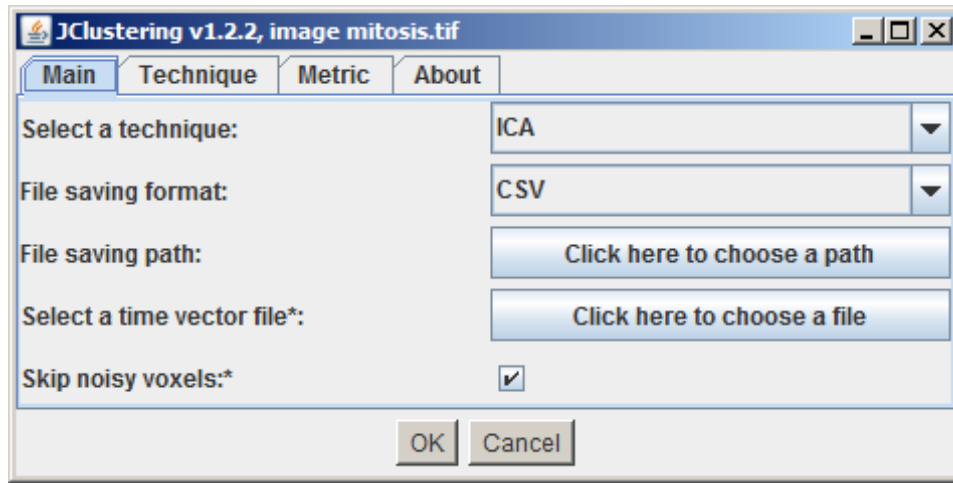 JClustering v1.2.2, image mitosis.tif
Main Technique Metric About
Select a technique: ICA
File saving format: CSV
File saving path: Click here to choose a path
Select a time vector file*: Click here to choose a file
Skip noisy voxels:*
OK Cancel